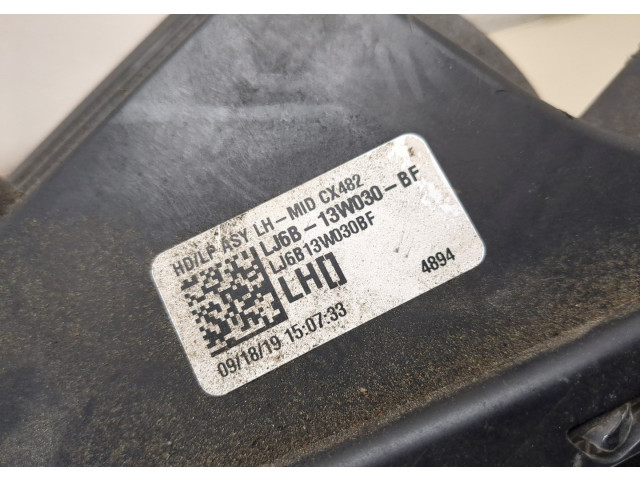 HD/LP ASY LH-MID CX482
LJ6B-13W030-BF
LJ6B13W030BF
LHD
4894
09/18/19 15:07:33